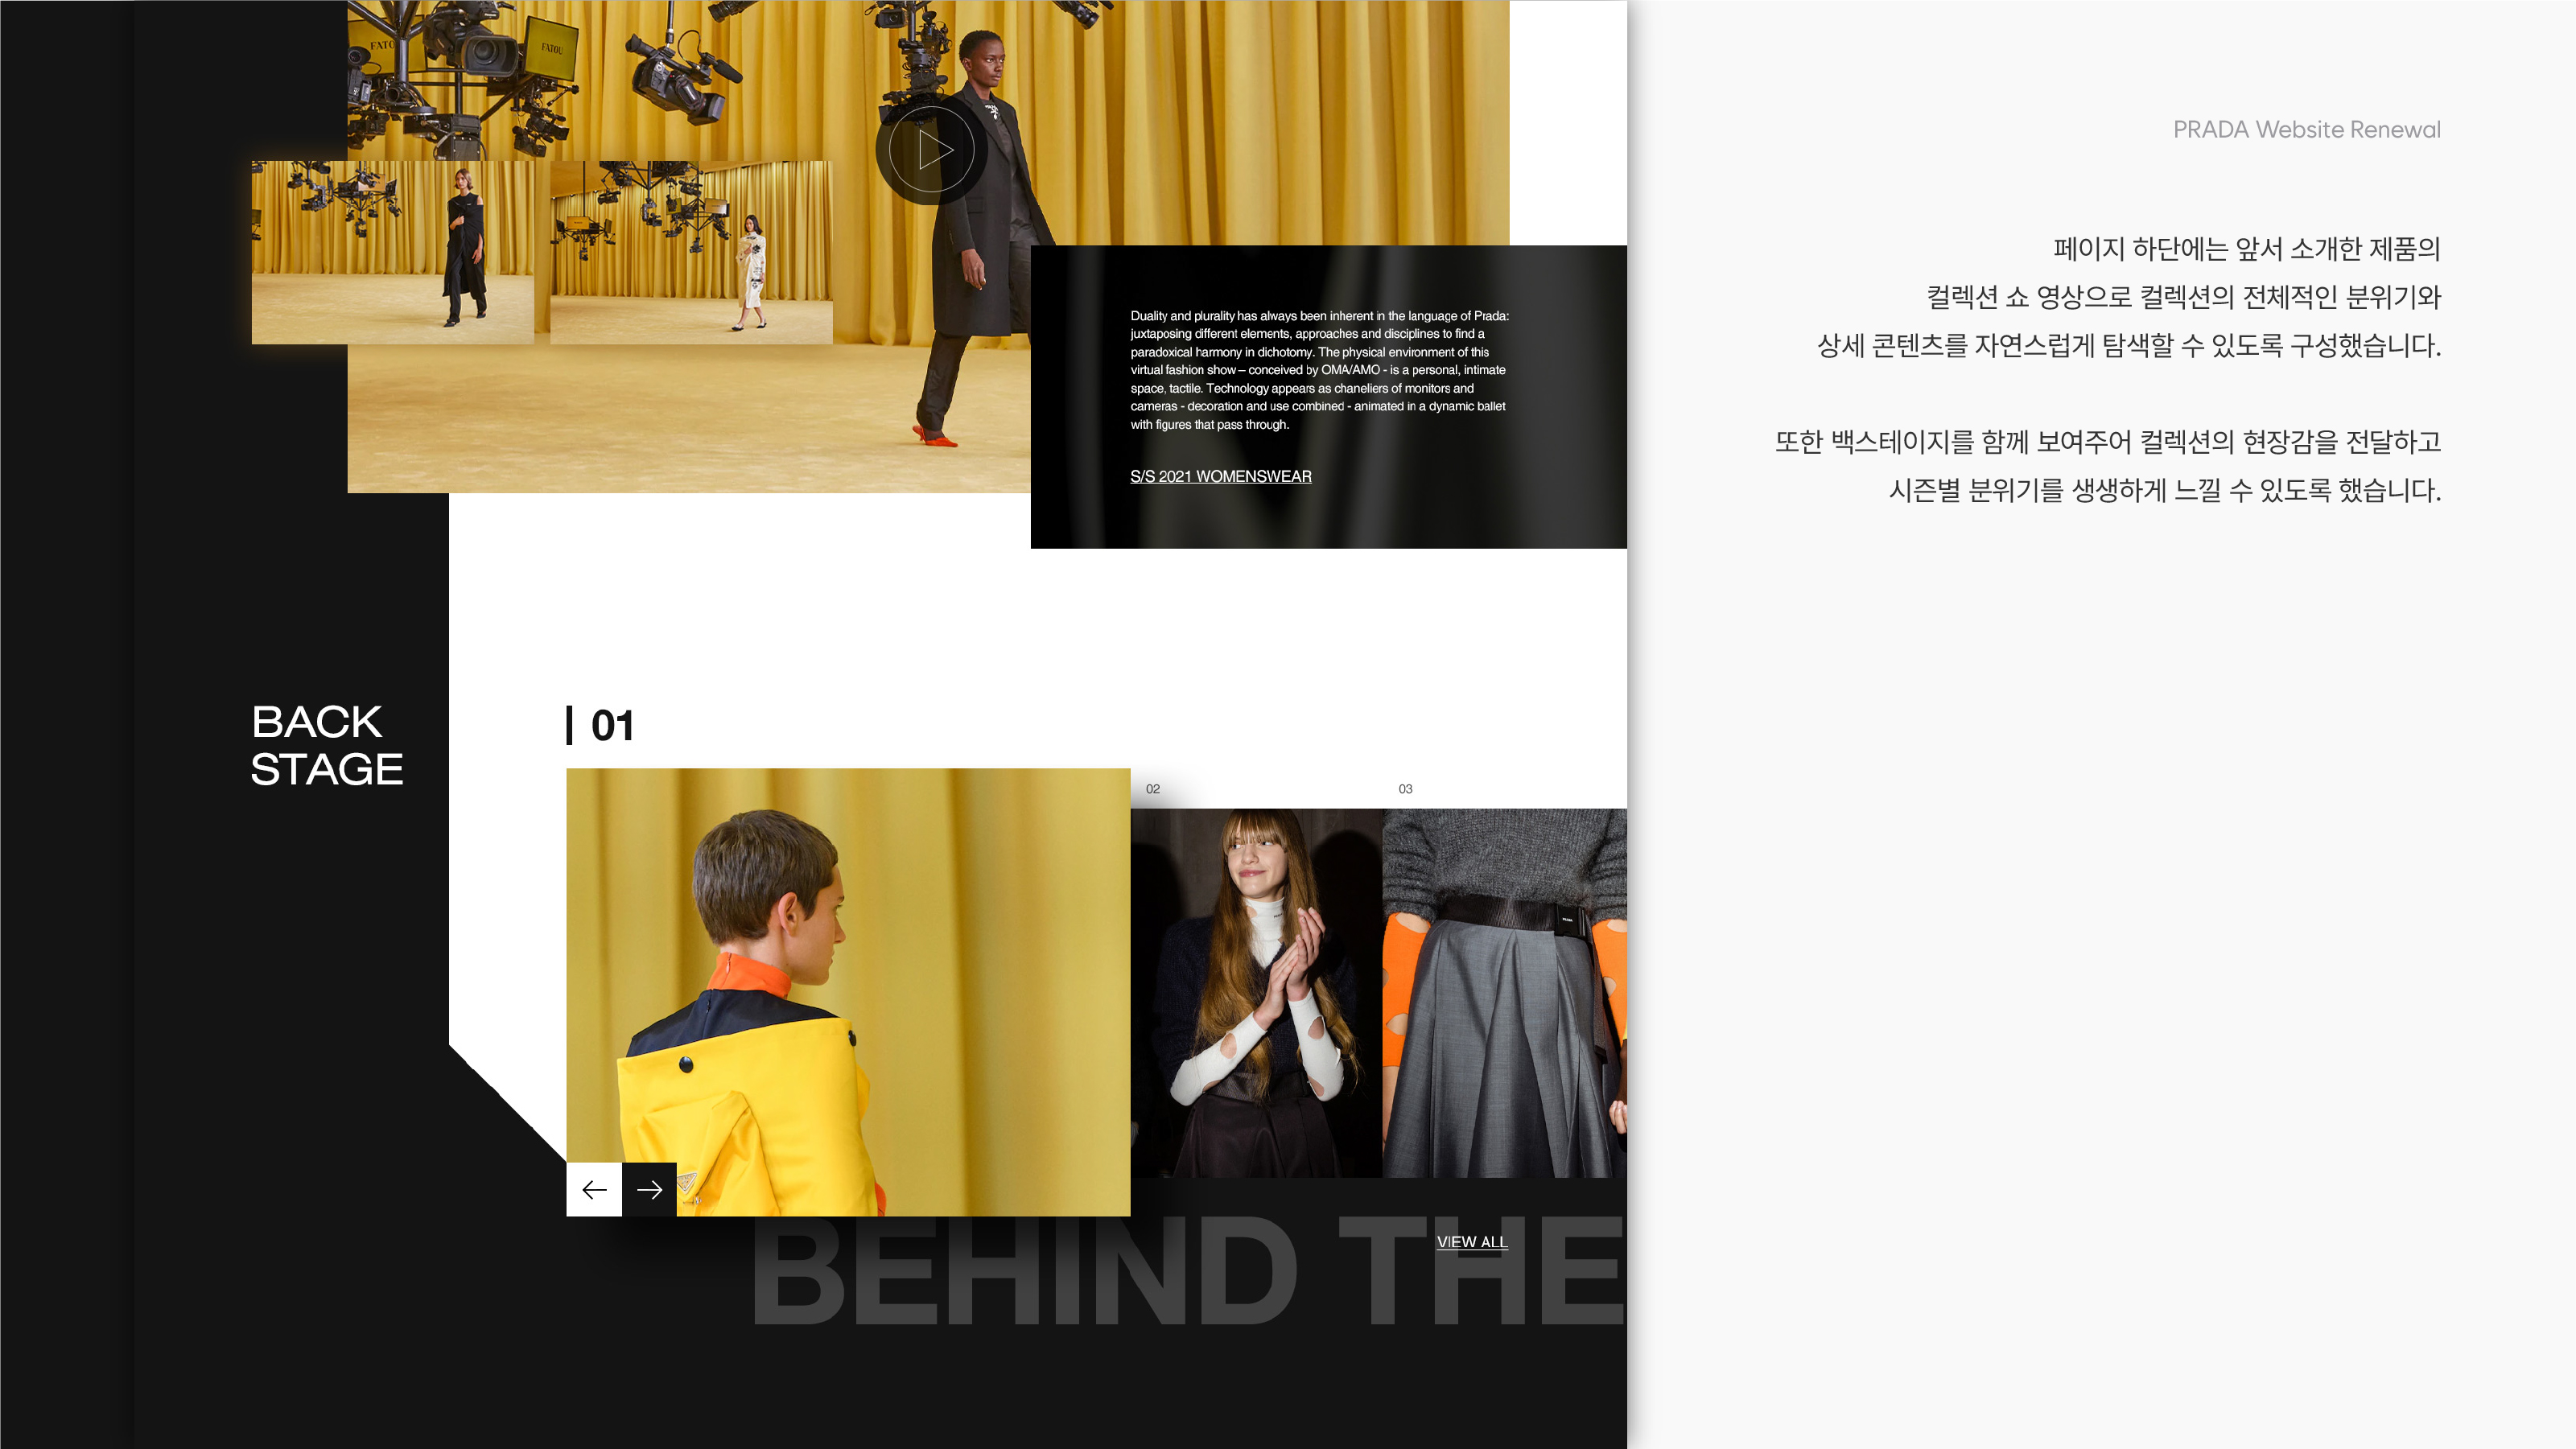 FATO
FATOU
PRADA Website Renewal
페이지 하단에는 앞서 소개한 제품의
컬렉션 쇼 영상으로 컬렉션의 전체적인 분위기와
상세 콘텐츠를 자연스럽게 탐색할 수 있도록 구성했습니다.
또한 백스테이지를 함께 보여주어 컬렉션의 현장감을 전달하고
시즌별 분위기를 생생하게 느낄 수 있도록 했습니다.
Duality and plurality has always been inherent in the language of Prada:
juxtaposing different elements, approaches and disciplines to find a
paradoxical harmony in dichotomy. The physical environment of this
virtual fashion show – conceived by OMA/AMO - is a personal, intimate
space, tactile. Technology appears as chaneliers of monitors and
cameras - decoration and use combined - animated in a dynamic ballet
with figures that pass through.
S/S 2021 WOMENSWEAR
BACK
STAGE
01
02
03
VIEW ALL
BEHIND THE